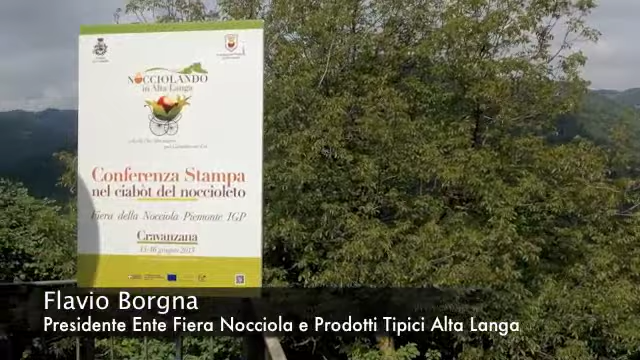 NOCCIOLANDO
in Alta Langa
Conferenza Stampa
nel ciabòt del noccioleto
Fiera della Nocciola Piemonte IGP
Cravanzana
Flavio Borgna
Presidente Ente Fiera Nocciola e Prodotti Tipici Alta Langa